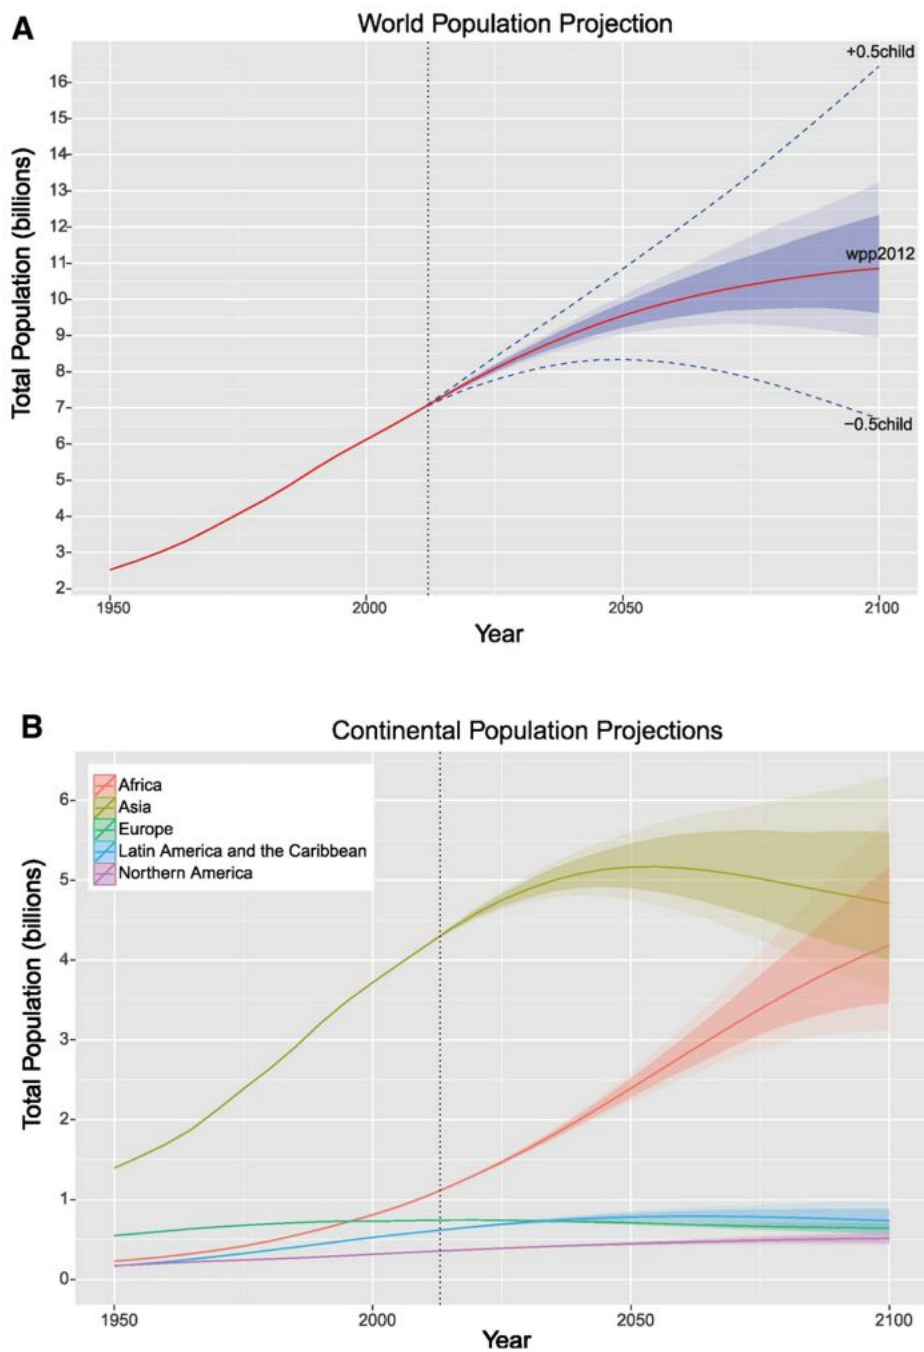 A
World Population Projection
Total Population (billions)
16
15
14
13
12
11
10
9
8
7
6
5
4
3
2
+0.5child
wpp2012
−0.5child
1950
2000
2050
2100
Year
B
Continental Population Projections
Total Population (billions)
6
5
4
3
2
1
0
Africa
Asia
Europe
Latin America and the Caribbean
Northern America
1950
2000
2050
2100
Year